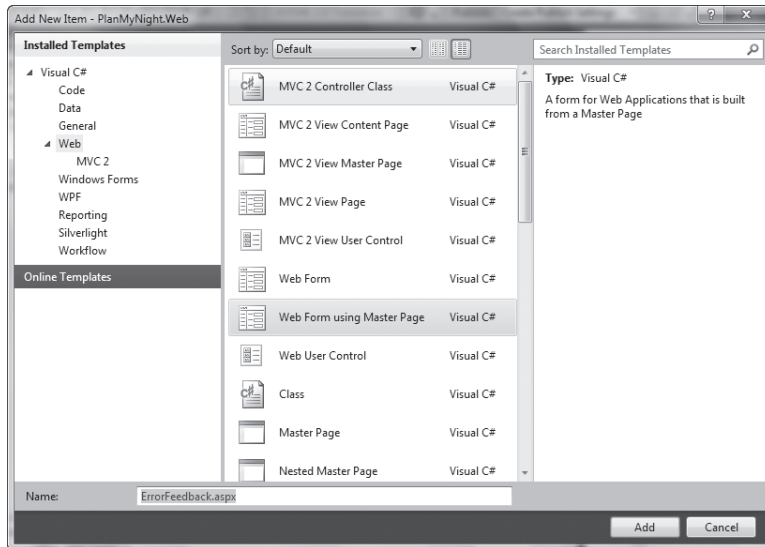 Add New Item - PlanMyNight.Web
Installed Templates
Visual C#
Code
Data
General
Web
MVC 2
Windows Forms
WPF
Reporting
Silverlight
Workflow
Online Templates
Sort by: Default
MVC 2 Controller Class Visual C#
MVC 2 View Content Page Visual C#
MVC 2 View Master Page Visual C#
MVC 2 View Page Visual C#
MVC 2 View User Control Visual C#
Web Form Visual C#
Web Form using Master Page Visual C#
Web User Control Visual C#
Class Visual C#
Master Page Visual C#
Nested Master Page Visual C#
Search Installed Templates
Type: Visual C#
A form for Web Applications that is built
from a Master Page
Name: ErrorFeedback.aspx
Add Cancel